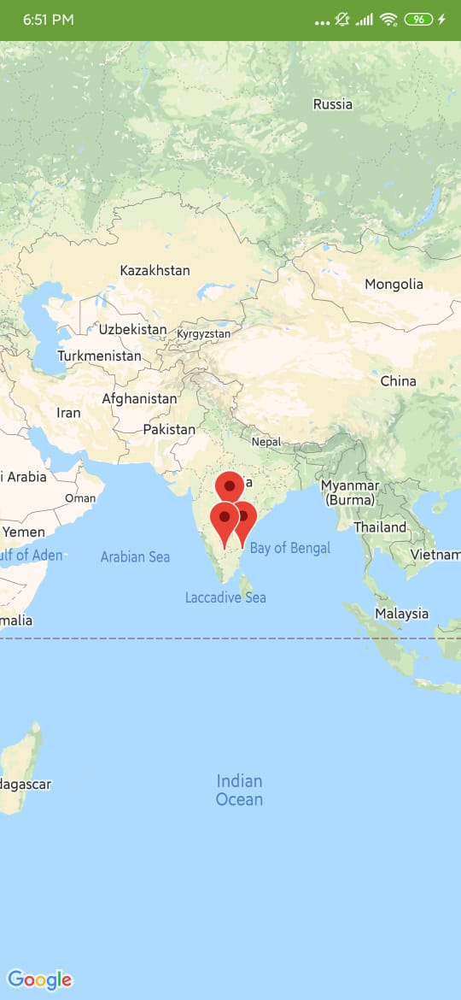 6:51 PM
96
Russia
Kazakhstan
Mongolia
Uzbekistan
Kyrgyzstan
Turkmenistan
China
Afghanistan
Iran
Pakistan
Nepal
i Arabia
ia
Myanmar
(Burma)
Oman
Thailand
Yemen
ulf of Aden
Arabian Sea
Bay of Bengal
Vietnam
Laccadive Sea
malia
Malaysia
dagascar
Indian
Ocean
Google